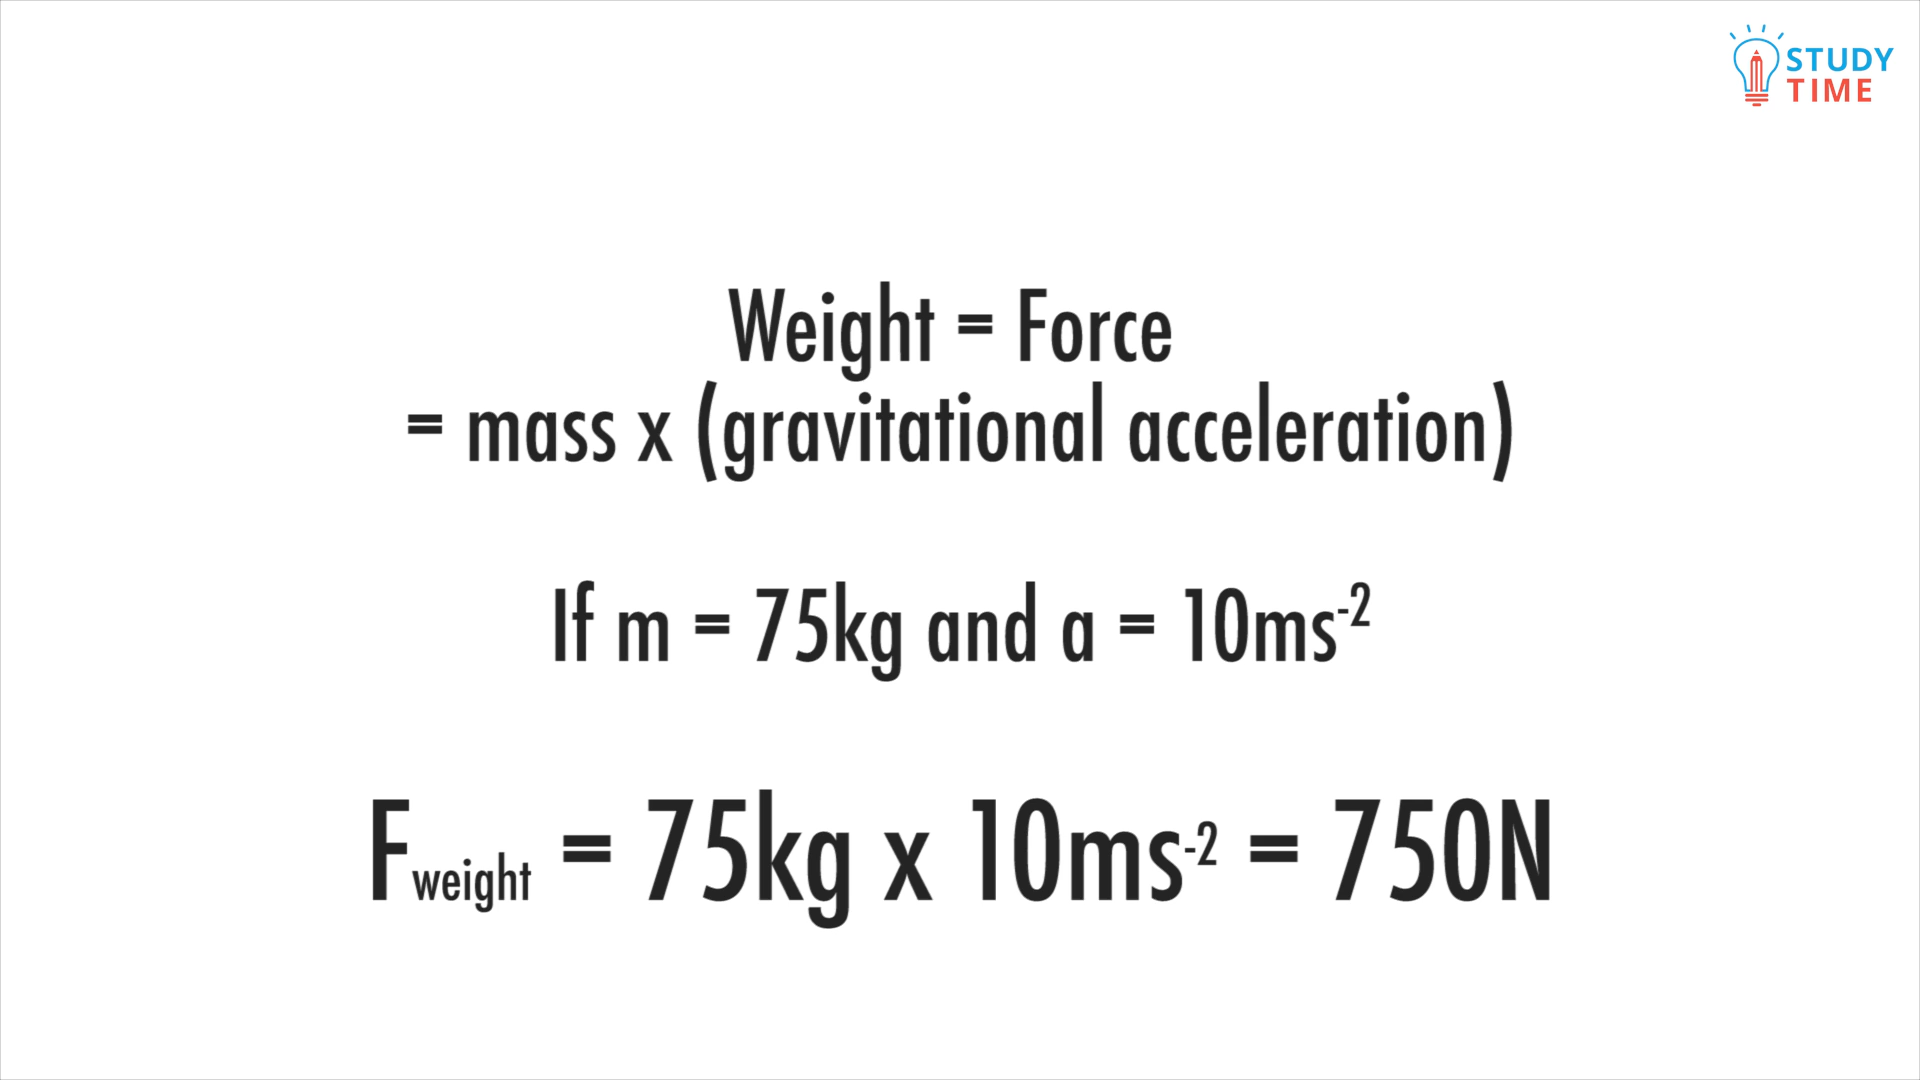 STUDY
TIME
Weight = Force
= mass x (gravitational acceleration)
If m = 75kg and a = 10ms⁻²
Fweight = 75kg x 10ms⁻² = 750N